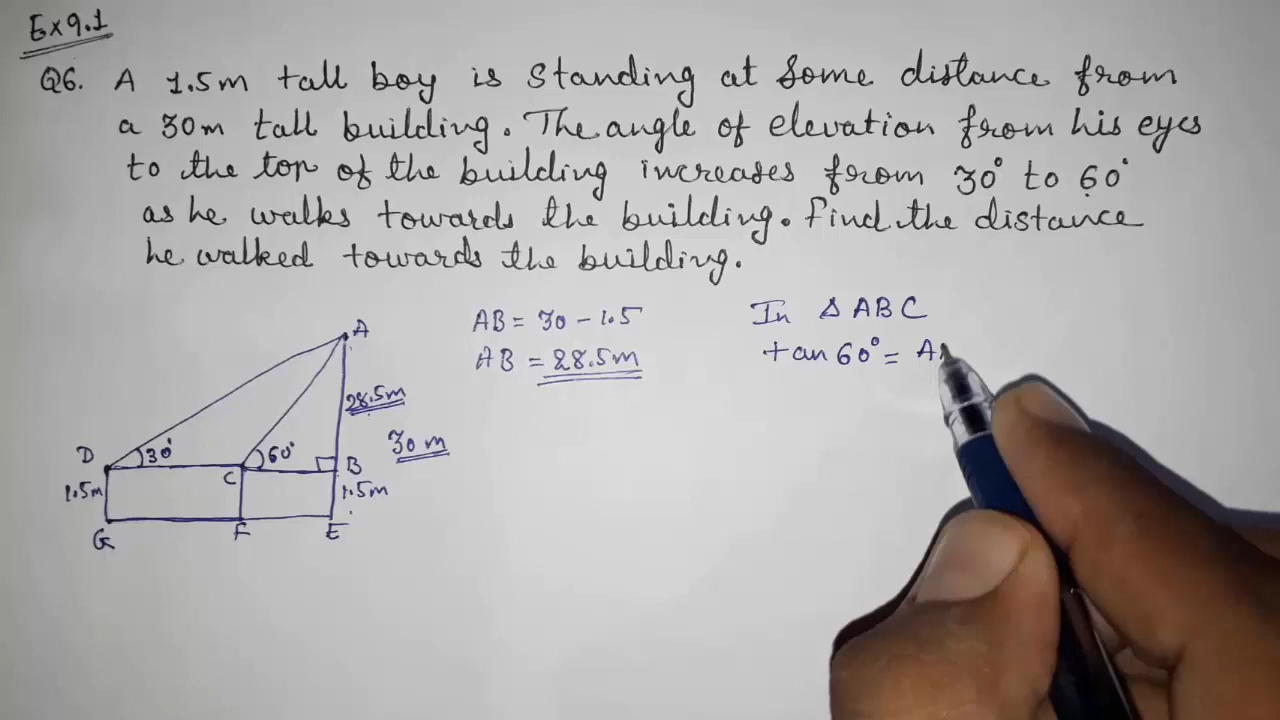 Ex 9.1
Q6. A 1.5m tall boy is standing at some distance from
a 30m tall building. The angle of elevation from his eyes
to the top of the building increases from 30° to 60°
as he walks towards the building. Find the distance
he walked towards the building.
AB = 30 - 1.5
AB = 28.5m
In △ ABC
tan 60° = A
A
28.5m
30 m
D
30°
C
60°
B
1.5m
1.5m
G
F
E